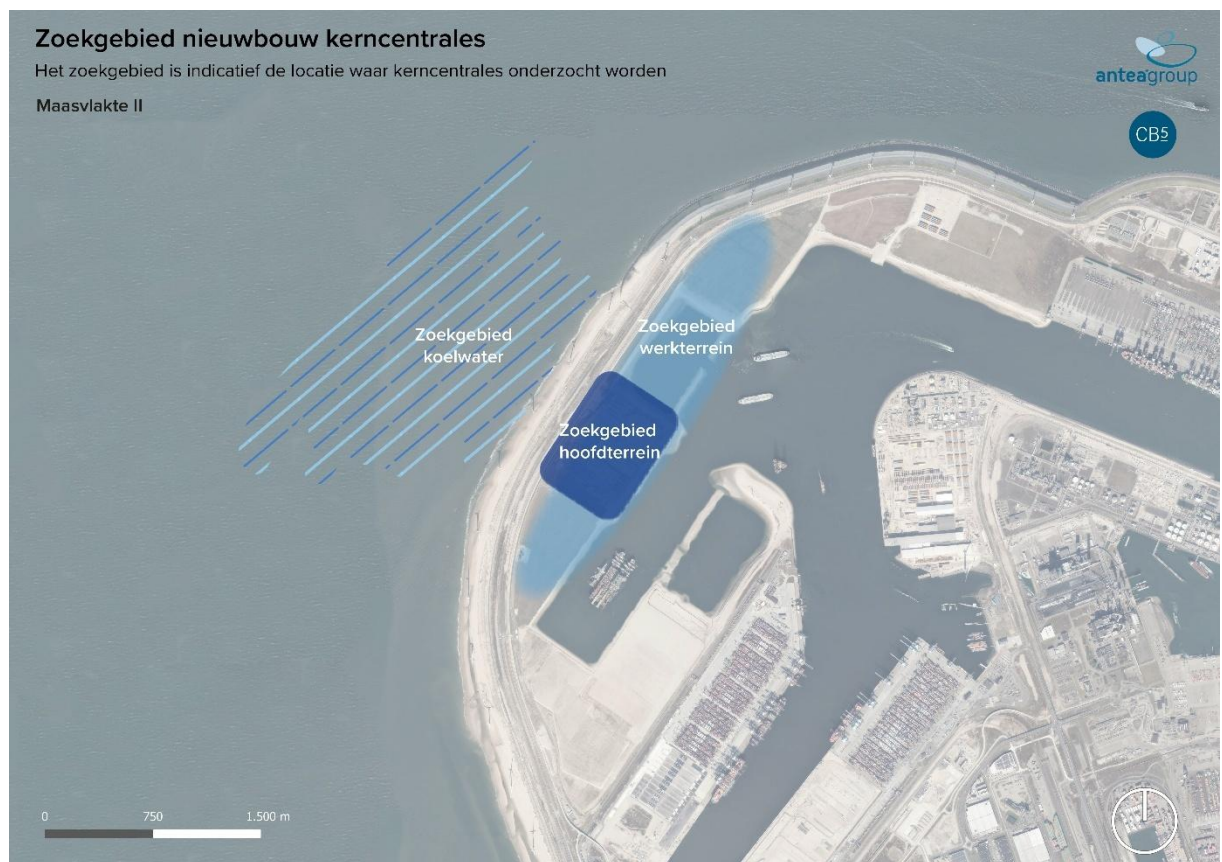 Zoekgebied nieuwbouw kerncentrales
Het zoekgebied is indicatief de locatie waar kerncentrales onderzocht worden
Maasvlakte II
anteagroup
CB5
Zoekgebied
koelwater
Zoekgebied
werkterrein
Zoekgebied
hoofdterrein
0 750 1.500 m